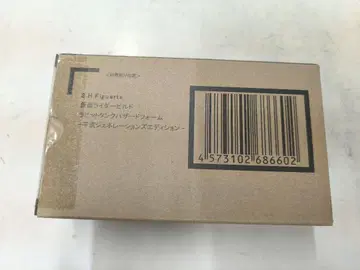 S.H.Figuarts
仮面ライダービルド
ラビットタンクハザードフォーム
-平成ジェネレーションズエディション-
4573102686602